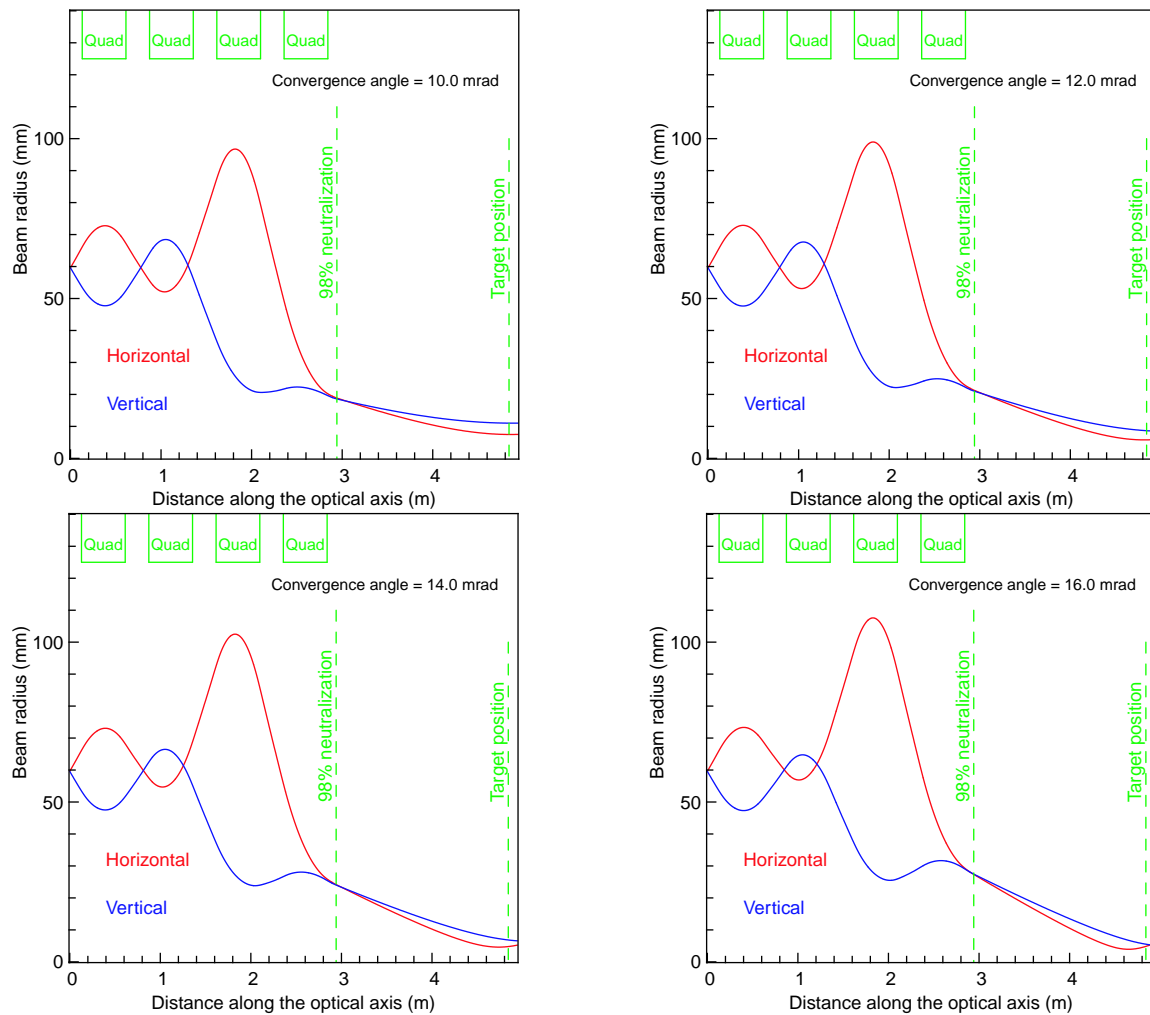 Quad Quad Quad Quad
Convergence angle = 10.0 mrad
100
50
0
Beam radius (mm)
98% neutralization
Target position
Horizontal
Vertical
0 1 2 3 4
Distance along the optical axis (m)
Quad Quad Quad Quad
Convergence angle = 12.0 mrad
100
50
0
Beam radius (mm)
98% neutralization
Target position
Horizontal
Vertical
0 1 2 3 4
Distance along the optical axis (m)
Quad Quad Quad Quad
Convergence angle = 14.0 mrad
100
50
0
Beam radius (mm)
98% neutralization
Target position
Horizontal
Vertical
0 1 2 3 4
Distance along the optical axis (m)
Quad Quad Quad Quad
Convergence angle = 16.0 mrad
100
50
0
Beam radius (mm)
98% neutralization
Target position
Horizontal
Vertical
0 1 2 3 4
Distance along the optical axis (m)